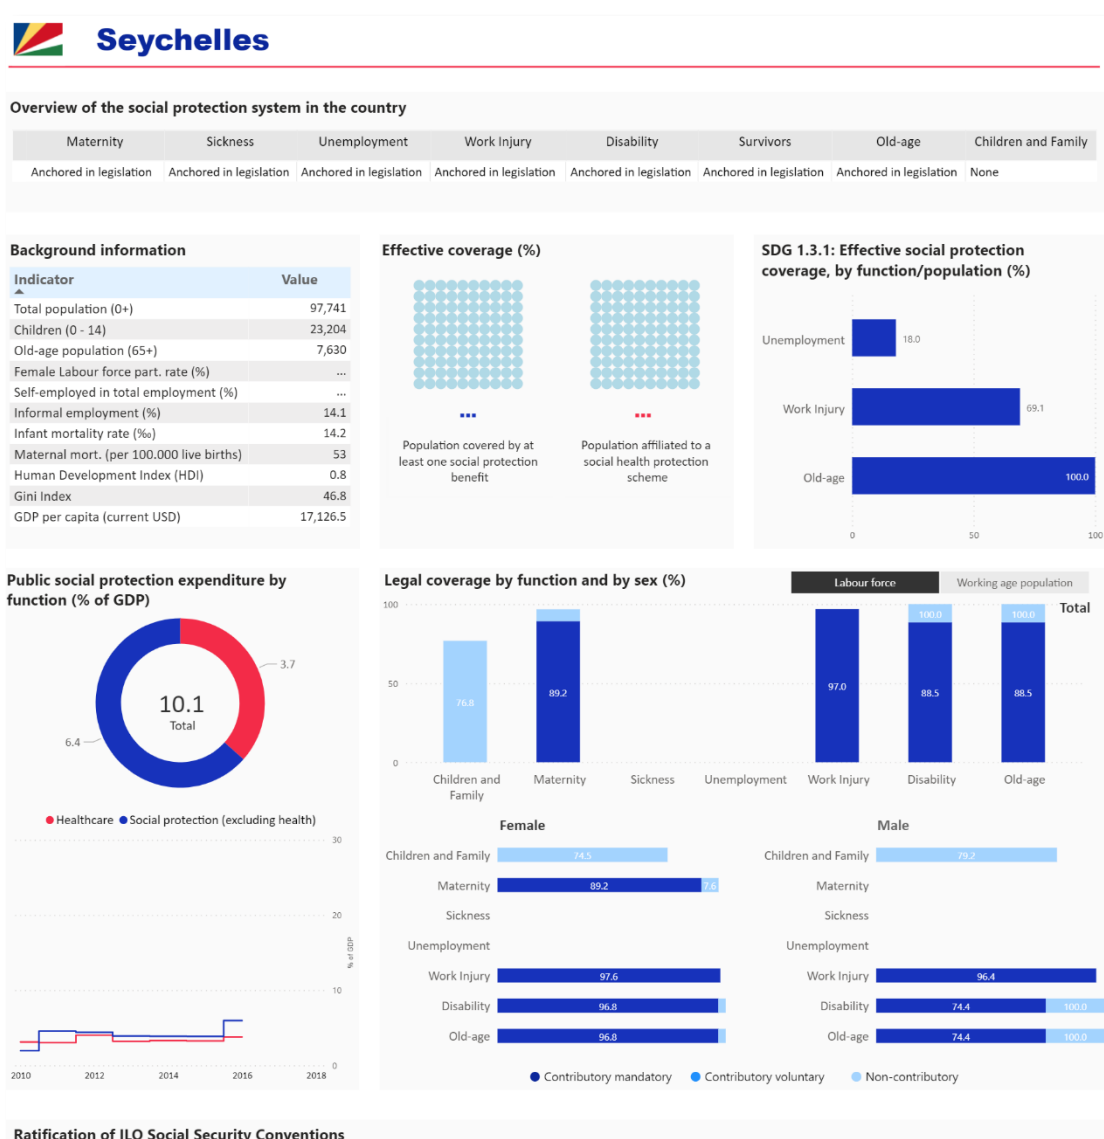 Seychelles
Overview of the social protection system in the country
Maternity Sickness Unemployment Work Injury Disability Survivors Old-age Children and Family
Anchored in legislation Anchored in legislation Anchored in legislation Anchored in legislation Anchored in legislation Anchored in legislation Anchored in legislation None
Background information
Indicator Value
Total population (0+) 97,741
Children (0 - 14) 23,204
Old-age population (65+) 7,630
Female Labour force part. rate (%) ...
Self-employed in total employment (%) ...
Informal employment (%) 14.1
Infant mortality rate (‰) 14.2
Maternal mort. (per 100.000 live births) 53
Human Development Index (HDI) 0.8
Gini Index 46.8
GDP per capita (current USD) 17,126.5
Effective coverage (%)
... ...
Population covered by at
least one social protection
benefit
Population affiliated to a
social health protection
scheme
SDG 1.3.1: Effective social protection
coverage, by function/population (%)
Unemployment 18.0
Work Injury 69.1
Old-age 100.0
0 50 100
Public social protection expenditure by
function (% of GDP)
3.7
10.1
Total
6.4
Healthcare Social protection (excluding health)
30
20
% of GDP
10
0
2010 2012 2014 2016 2018
Legal coverage by function and by sex (%)
Labour force Working age population
Total
100
50
0
76.8 89.2 97.0 100.0 88.5 100.0 88.5
Children and
Family
Maternity Sickness Unemployment Work Injury Disability Old-age
Female
Children and Family 74.5
Maternity 89.2 7.6
Sickness
Unemployment
Work Injury 97.6
Disability 96.8
Old-age 96.8
Male
Children and Family 79.2
Maternity
Sickness
Unemployment
Work Injury 96.4
Disability 74.4 100.0
Old-age 74.4 100.0
Contributory mandatory Contributory voluntary Non-contributory
Ratification of ILO Social Security Conventions